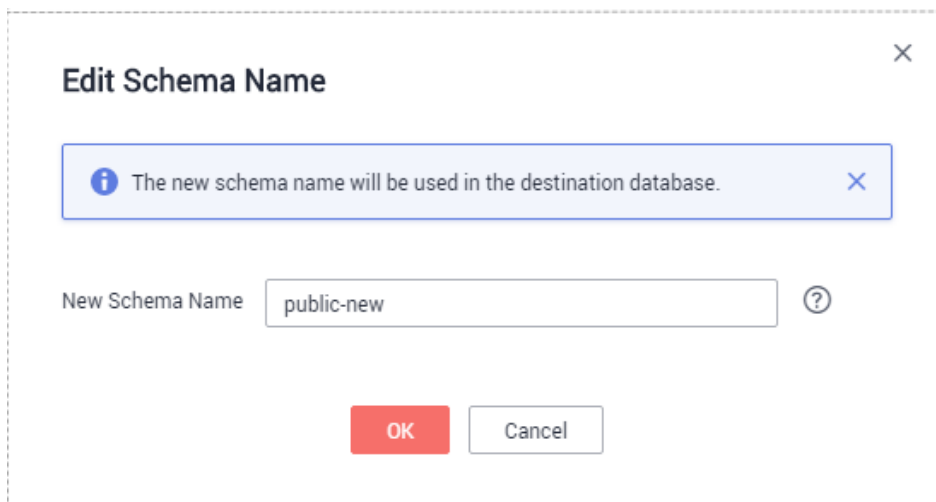 Edit Schema Name
The new schema name will be used in the destination database.
New Schema Name public-new
OK Cancel